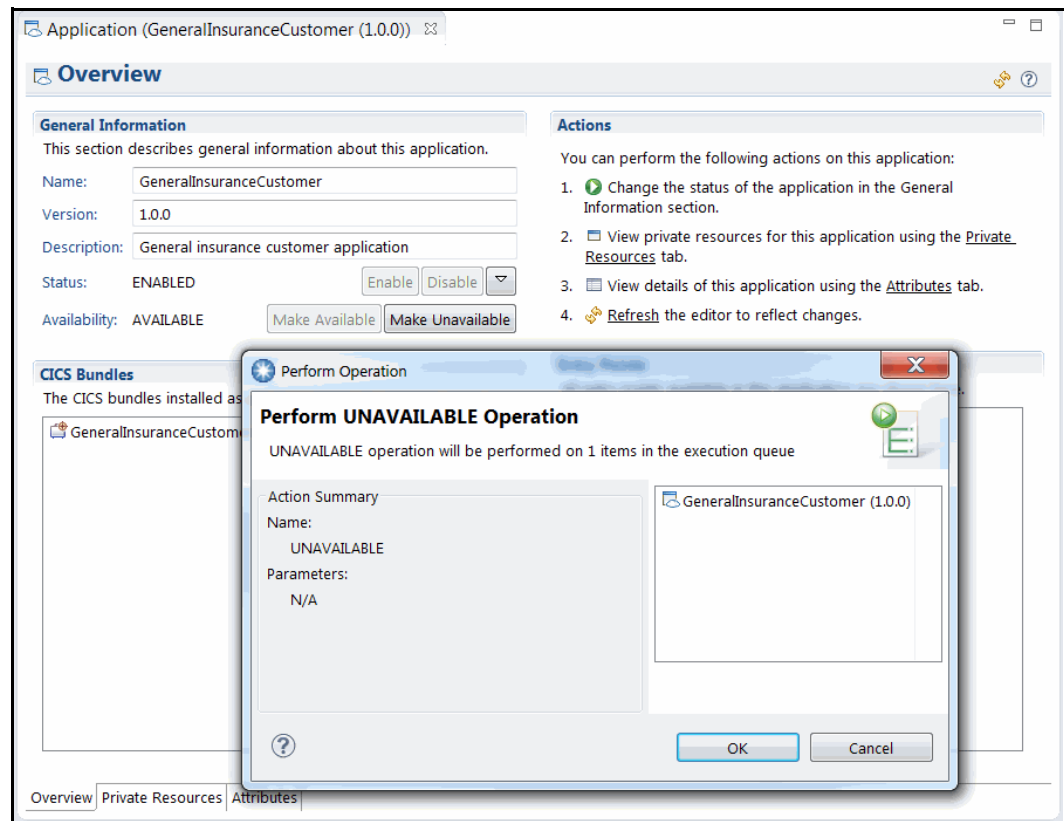 Application (GeneralInsuranceCustomer (1.0.0))
Overview
General Information
This section describes general information about this application.
Name: GeneralInsuranceCustomer
Version: 1.0.0
Description: General insurance customer application
Status: ENABLED Enable Disable
Availability: AVAILABLE Make Available Make Unavailable
Actions
You can perform the following actions on this application:
1. Change the status of the application in the General
Information section.
2. View private resources for this application using the Private
Resources tab.
3. View details of this application using the Attributes tab.
4. Refresh the editor to reflect changes.
CICS Bundles
The CICS bundles installed as
GeneralInsuranceCustom
Perform Operation
Perform UNAVAILABLE Operation
UNAVAILABLE operation will be performed on 1 items in the execution queue
Action Summary
Name:
UNAVAILABLE
Parameters:
N/A
GeneralInsuranceCustomer (1.0.0)
OK Cancel
Overview Private Resources Attributes